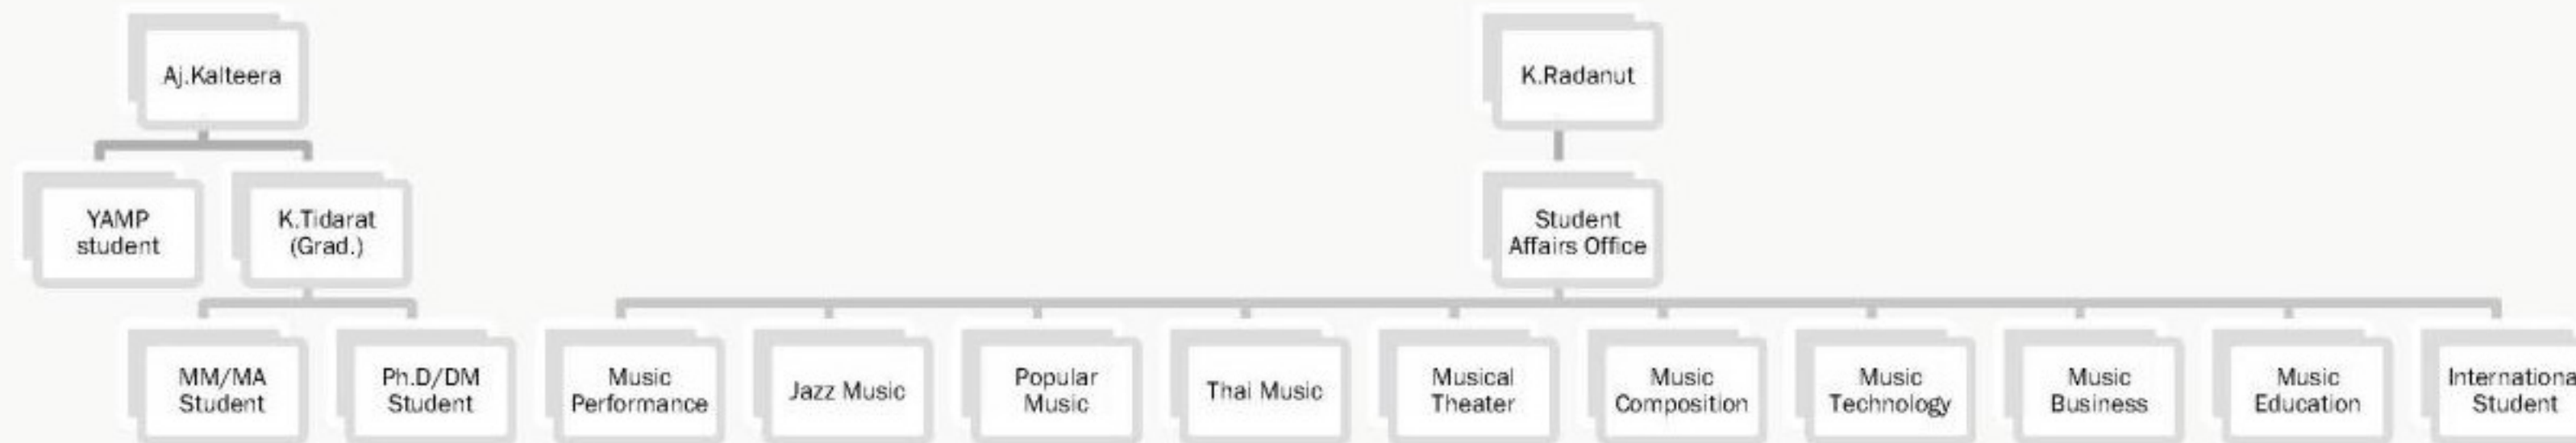 Aj.Kalteera
K.Radanut
YAMP
student
K.Tidarat
(Grad.)
Student
Affairs Office
MM/MA
Student
Ph.D/DM
Student
Music
Performance
Jazz Music
Popular
Music
Thai Music
Musical
Theater
Music
Composition
Music
Technology
Music
Business
Music
Education
Internationa
Student